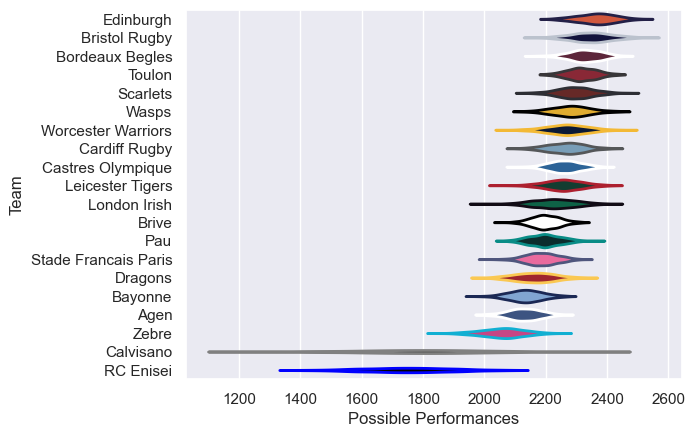 Edinburgh
Bristol Rugby
Bordeaux Begles
Toulon
Scarlets
Wasps
Worcester Warriors
Cardiff Rugby
Castres Olympique
Leicester Tigers
London Irish
Brive
Pau
Stade Francais Paris
Dragons
Bayonne
Agen
Zebre
Calvisano
RC Enisei
Team
1200 1400 1600 1800 2000 2200 2400 2600
Possible Performances